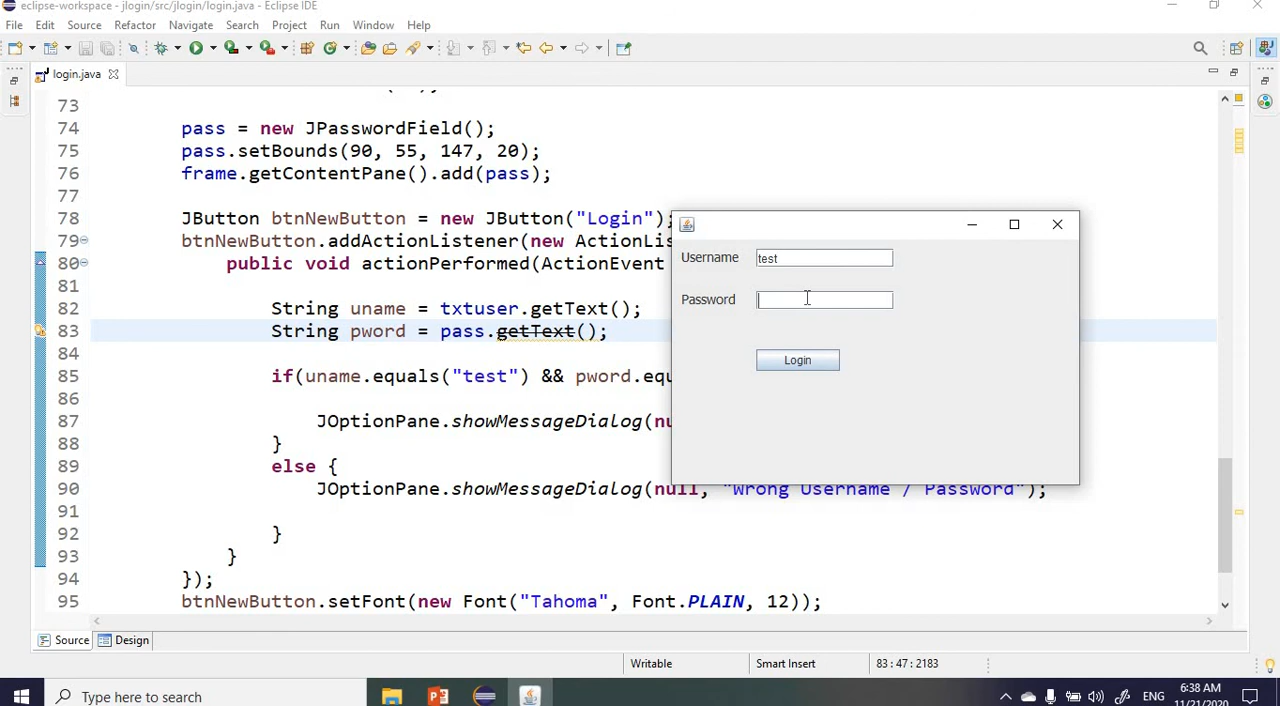 eclipse-workspace - jlogin/src/jlogin/login.java - Eclipse IDE
File Edit Source Refactor Navigate Search Project Run Window Help
login.java
73
74 pass = new JPasswordField();
75 pass.setBounds(90, 55, 147, 20);
76 frame.getContentPane().add(pass);
77
78 JButton btnNewButton = new JButton("Login");
79 btnNewButton.addActionListener(new ActionLis
80 public void actionPerformed(ActionEvent
81
82 String uname = txtuser.getText();
83 String pword = pass.getText();
84
85 if(uname.equals("test") && pword.equ
86
87 JOptionPane.showMessageDialog(nu
88 }
89 else {
90 JOptionPane.showMessageDialog(null, "Wrong Username / Password");
91
92 }
93 }
94 });
95 btnNewButton.setFont(new Font("Tahoma", Font.PLAIN, 12));
Username test
Password
Login
Source Design
Writable Smart Insert 83 : 47 : 2183
Type here to search
ENG 6:38 AM
11/21/2020